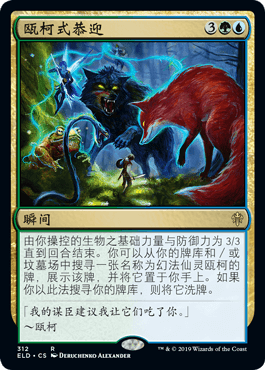 瓯柯式恭迎 3
瞬间
由你操控的生物之基础力量与防御力为 3/3
直到回合结束。你可以从你的牌库和／或
坟墓场中搜寻一张名称为幻法仙灵瓯柯的
牌，展示该牌，并将它置于你手上。如果
你以此法搜寻你的牌库，则将它洗牌。
「我的谋臣建议我让它们吃了你。」
～瓯柯
312 R
ELD • CS DERUCHENKO ALEXANDER
™ & © 2019 Wizards of the Coast